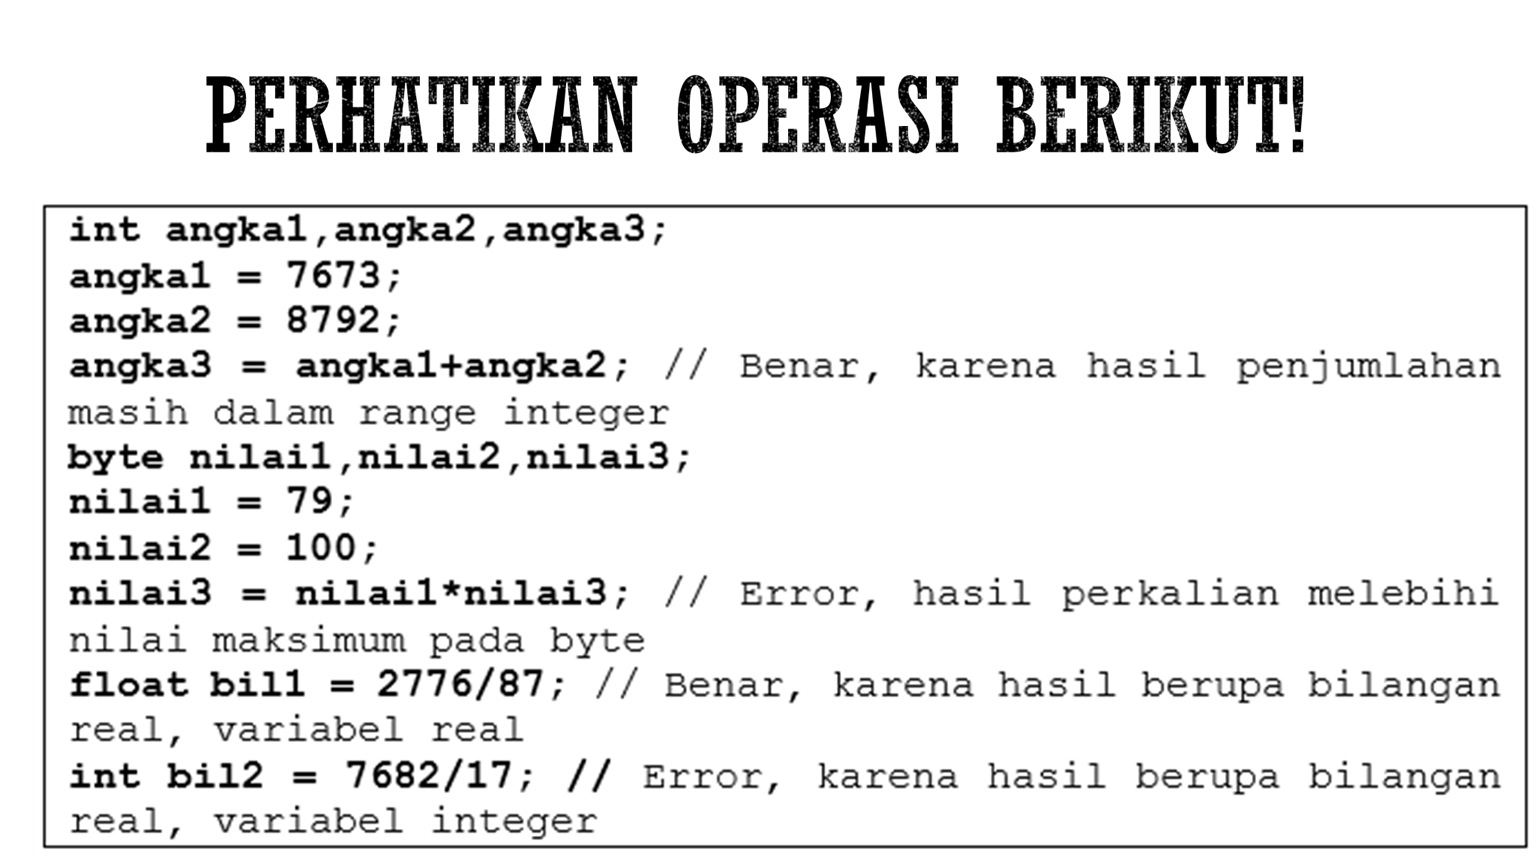 PERHATIKAN OPERASI BERIKUT!
int angka1,angka2,angka3;
angka1 = 7673;
angka2 = 8792;
angka3 = angka1+angka2; // Benar, karena hasil penjumlahan
masih dalam range integer
byte nilai1,nilai2,nilai3;
nilai1 = 79;
nilai2 = 100;
nilai3 = nilai1*nilai3; // Error, hasil perkalian melebihi
nilai maksimum pada byte
float bil1 = 2776/87; // Benar, karena hasil berupa bilangan
real, variabel real
int bil2 = 7682/17; // Error, karena hasil berupa bilangan
real, variabel integer